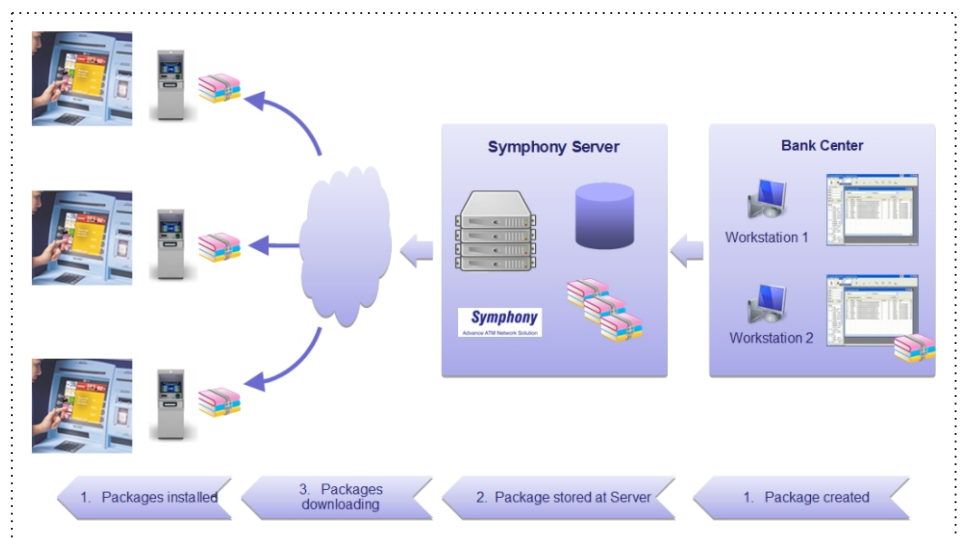 Symphony Server
Bank Center
Workstation 1
Symphony
Advance ATM Network Solution
Workstation 2
1. Packages installed
3. Packages
downloading
2. Package stored at Server
1. Package created